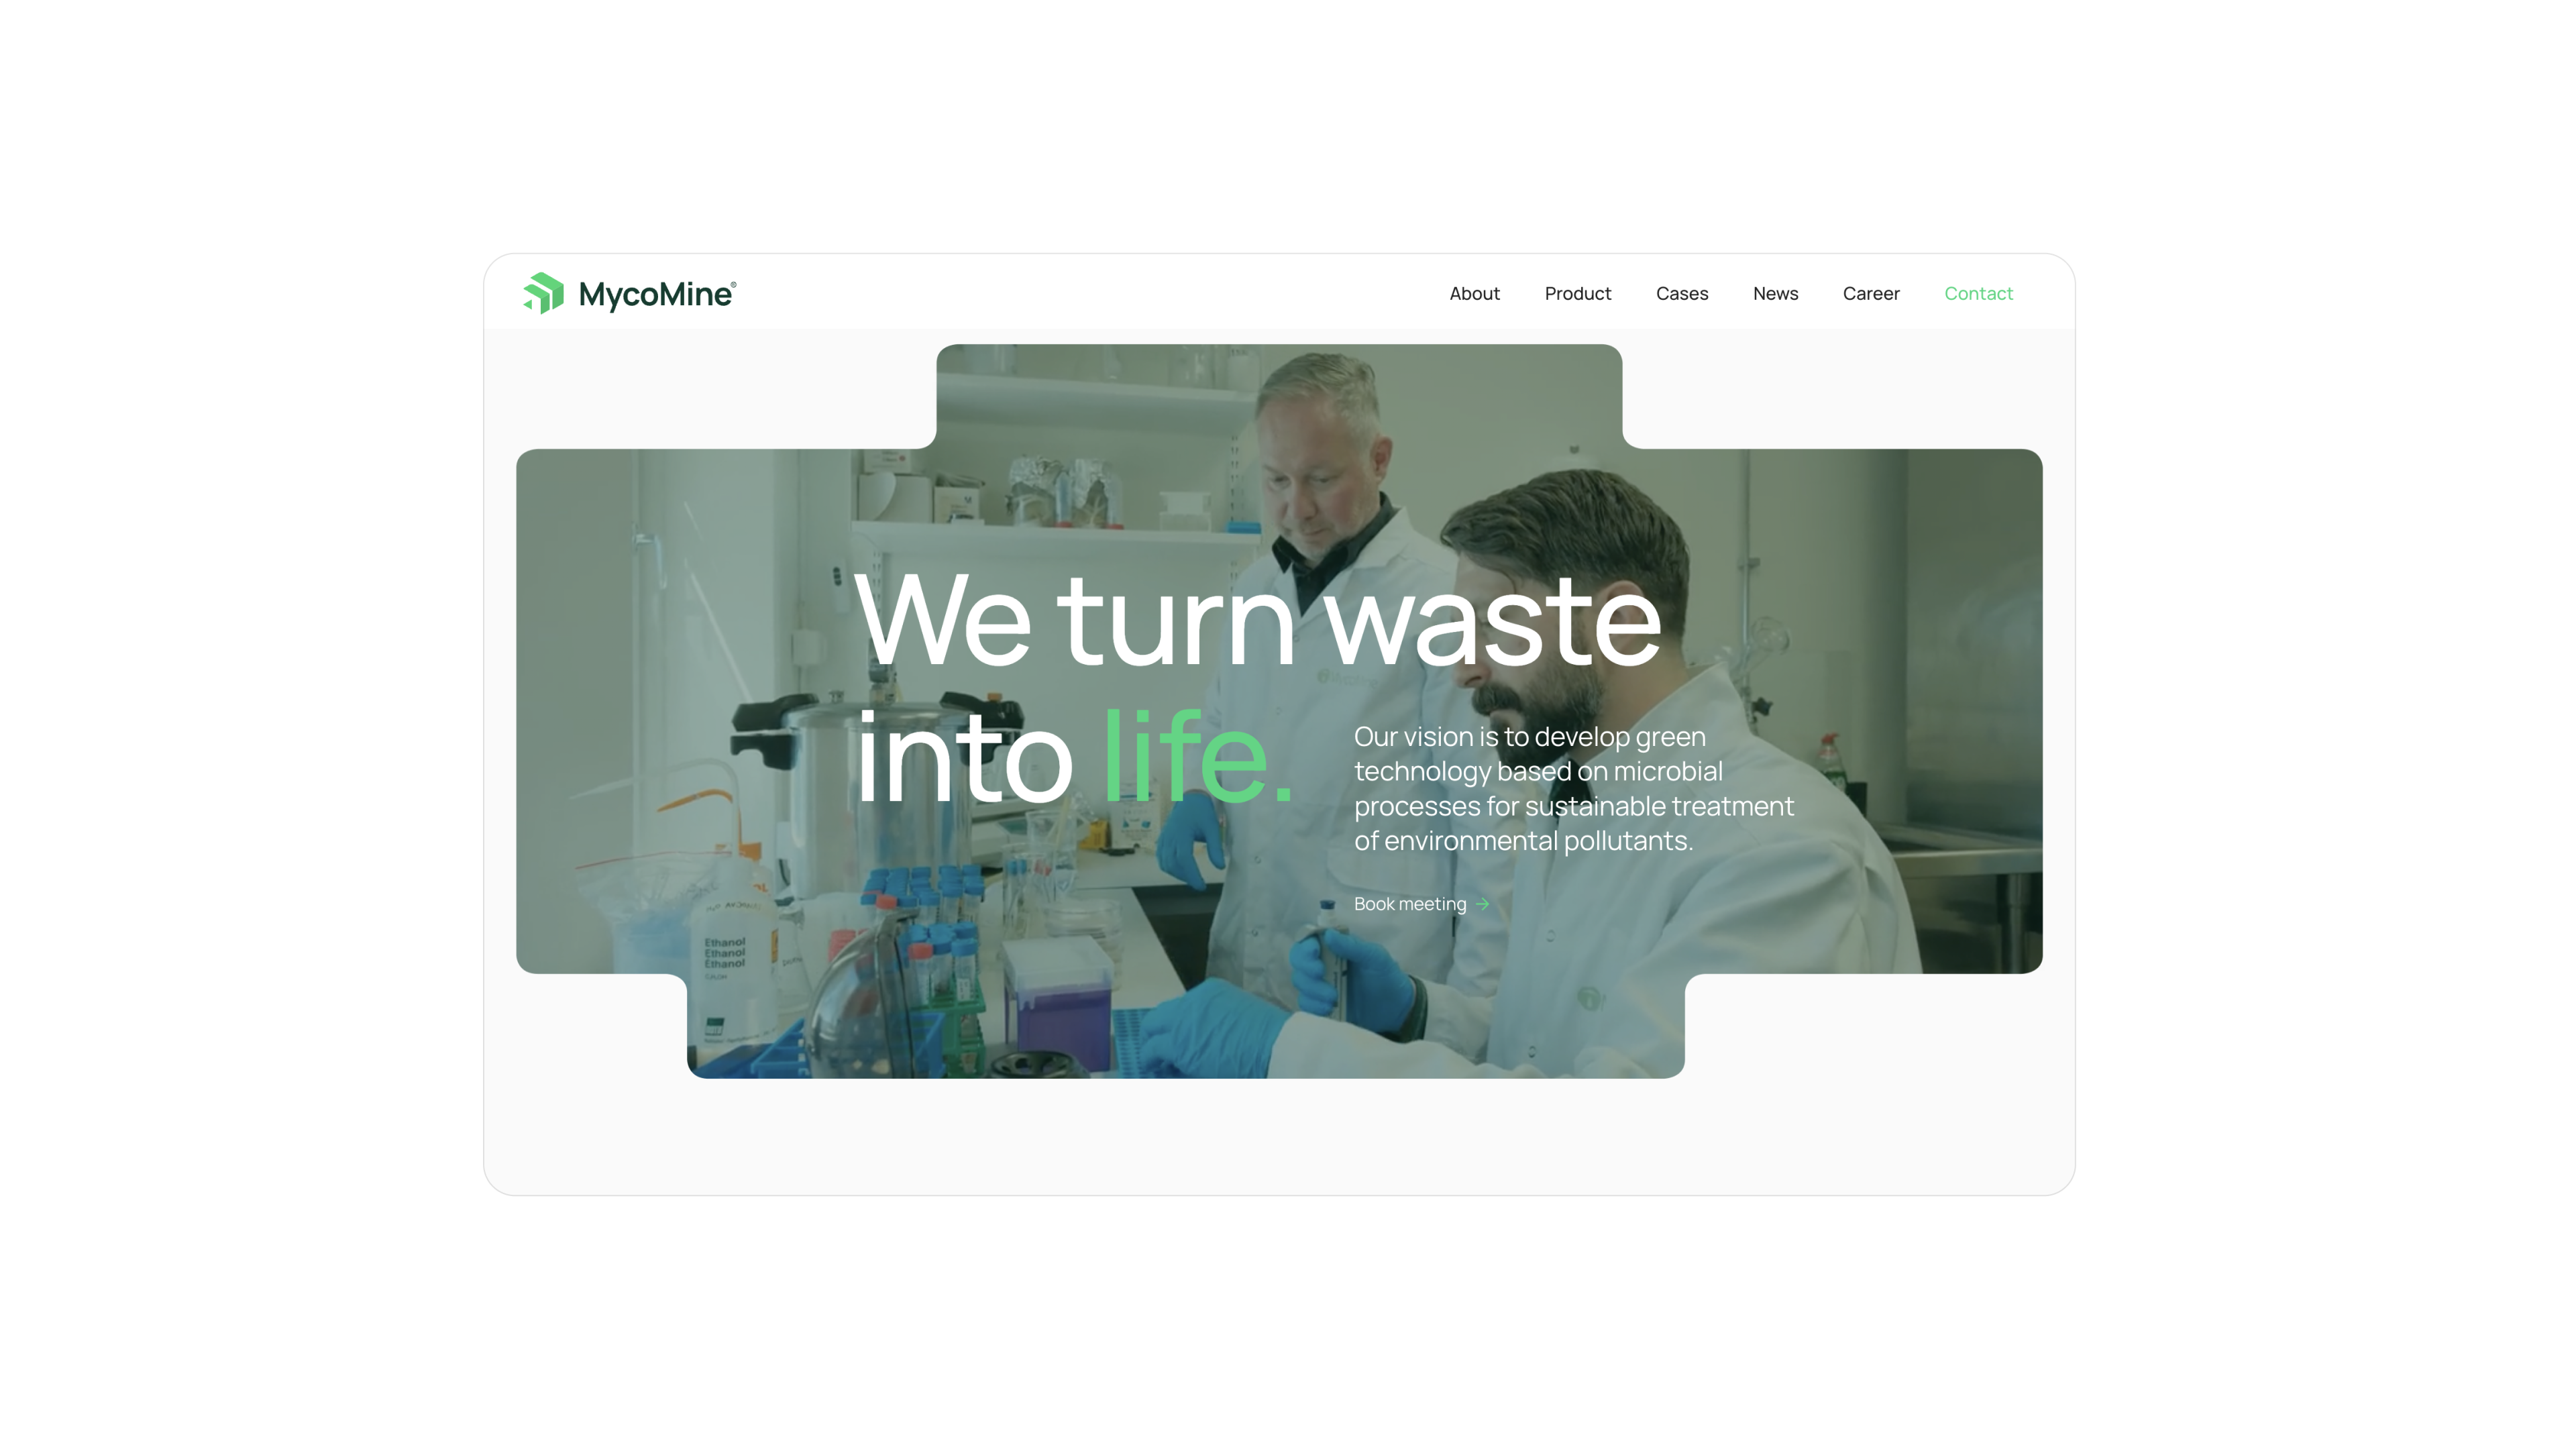 MycoMine®
About Product Cases News Career Contact
We turn waste
into life.
Our vision is to develop green
technology based on microbial
processes for sustainable treatment
of environmental pollutants.
Book meeting →
Ethanol
Ethanol
Ethanol